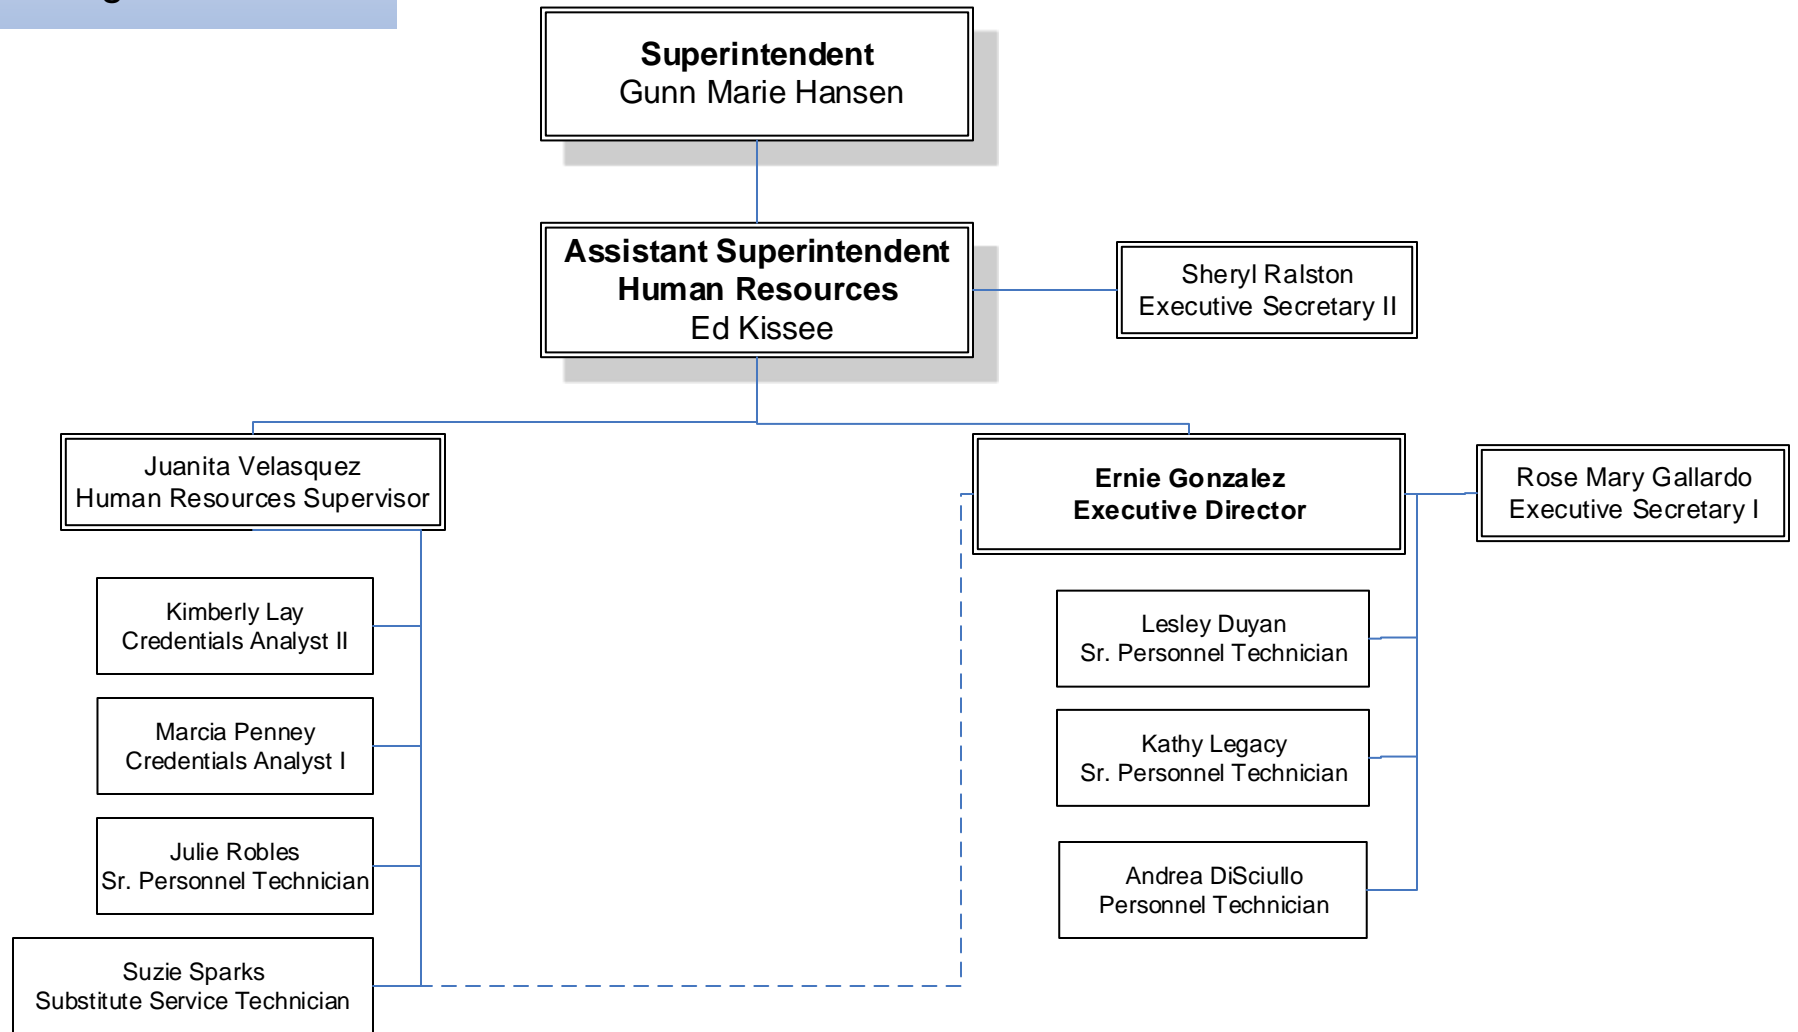 Superintendent
Gunn Marie Hansen
Assistant Superintendent
Human Resources
Ed Kissee
Sheryl Ralston
Executive Secretary II
Juanita Velasquez
Human Resources Supervisor
Ernie Gonzalez
Executive Director
Rose Mary Gallardo
Executive Secretary I
Kimberly Lay
Credentials Analyst II
Marcia Penney
Credentials Analyst I
Julie Robles
Sr. Personnel Technician
Suzie Sparks
Substitute Service Technician
Lesley Duyan
Sr. Personnel Technician
Kathy Legacy
Sr. Personnel Technician
Andrea DiSciullo
Personnel Technician